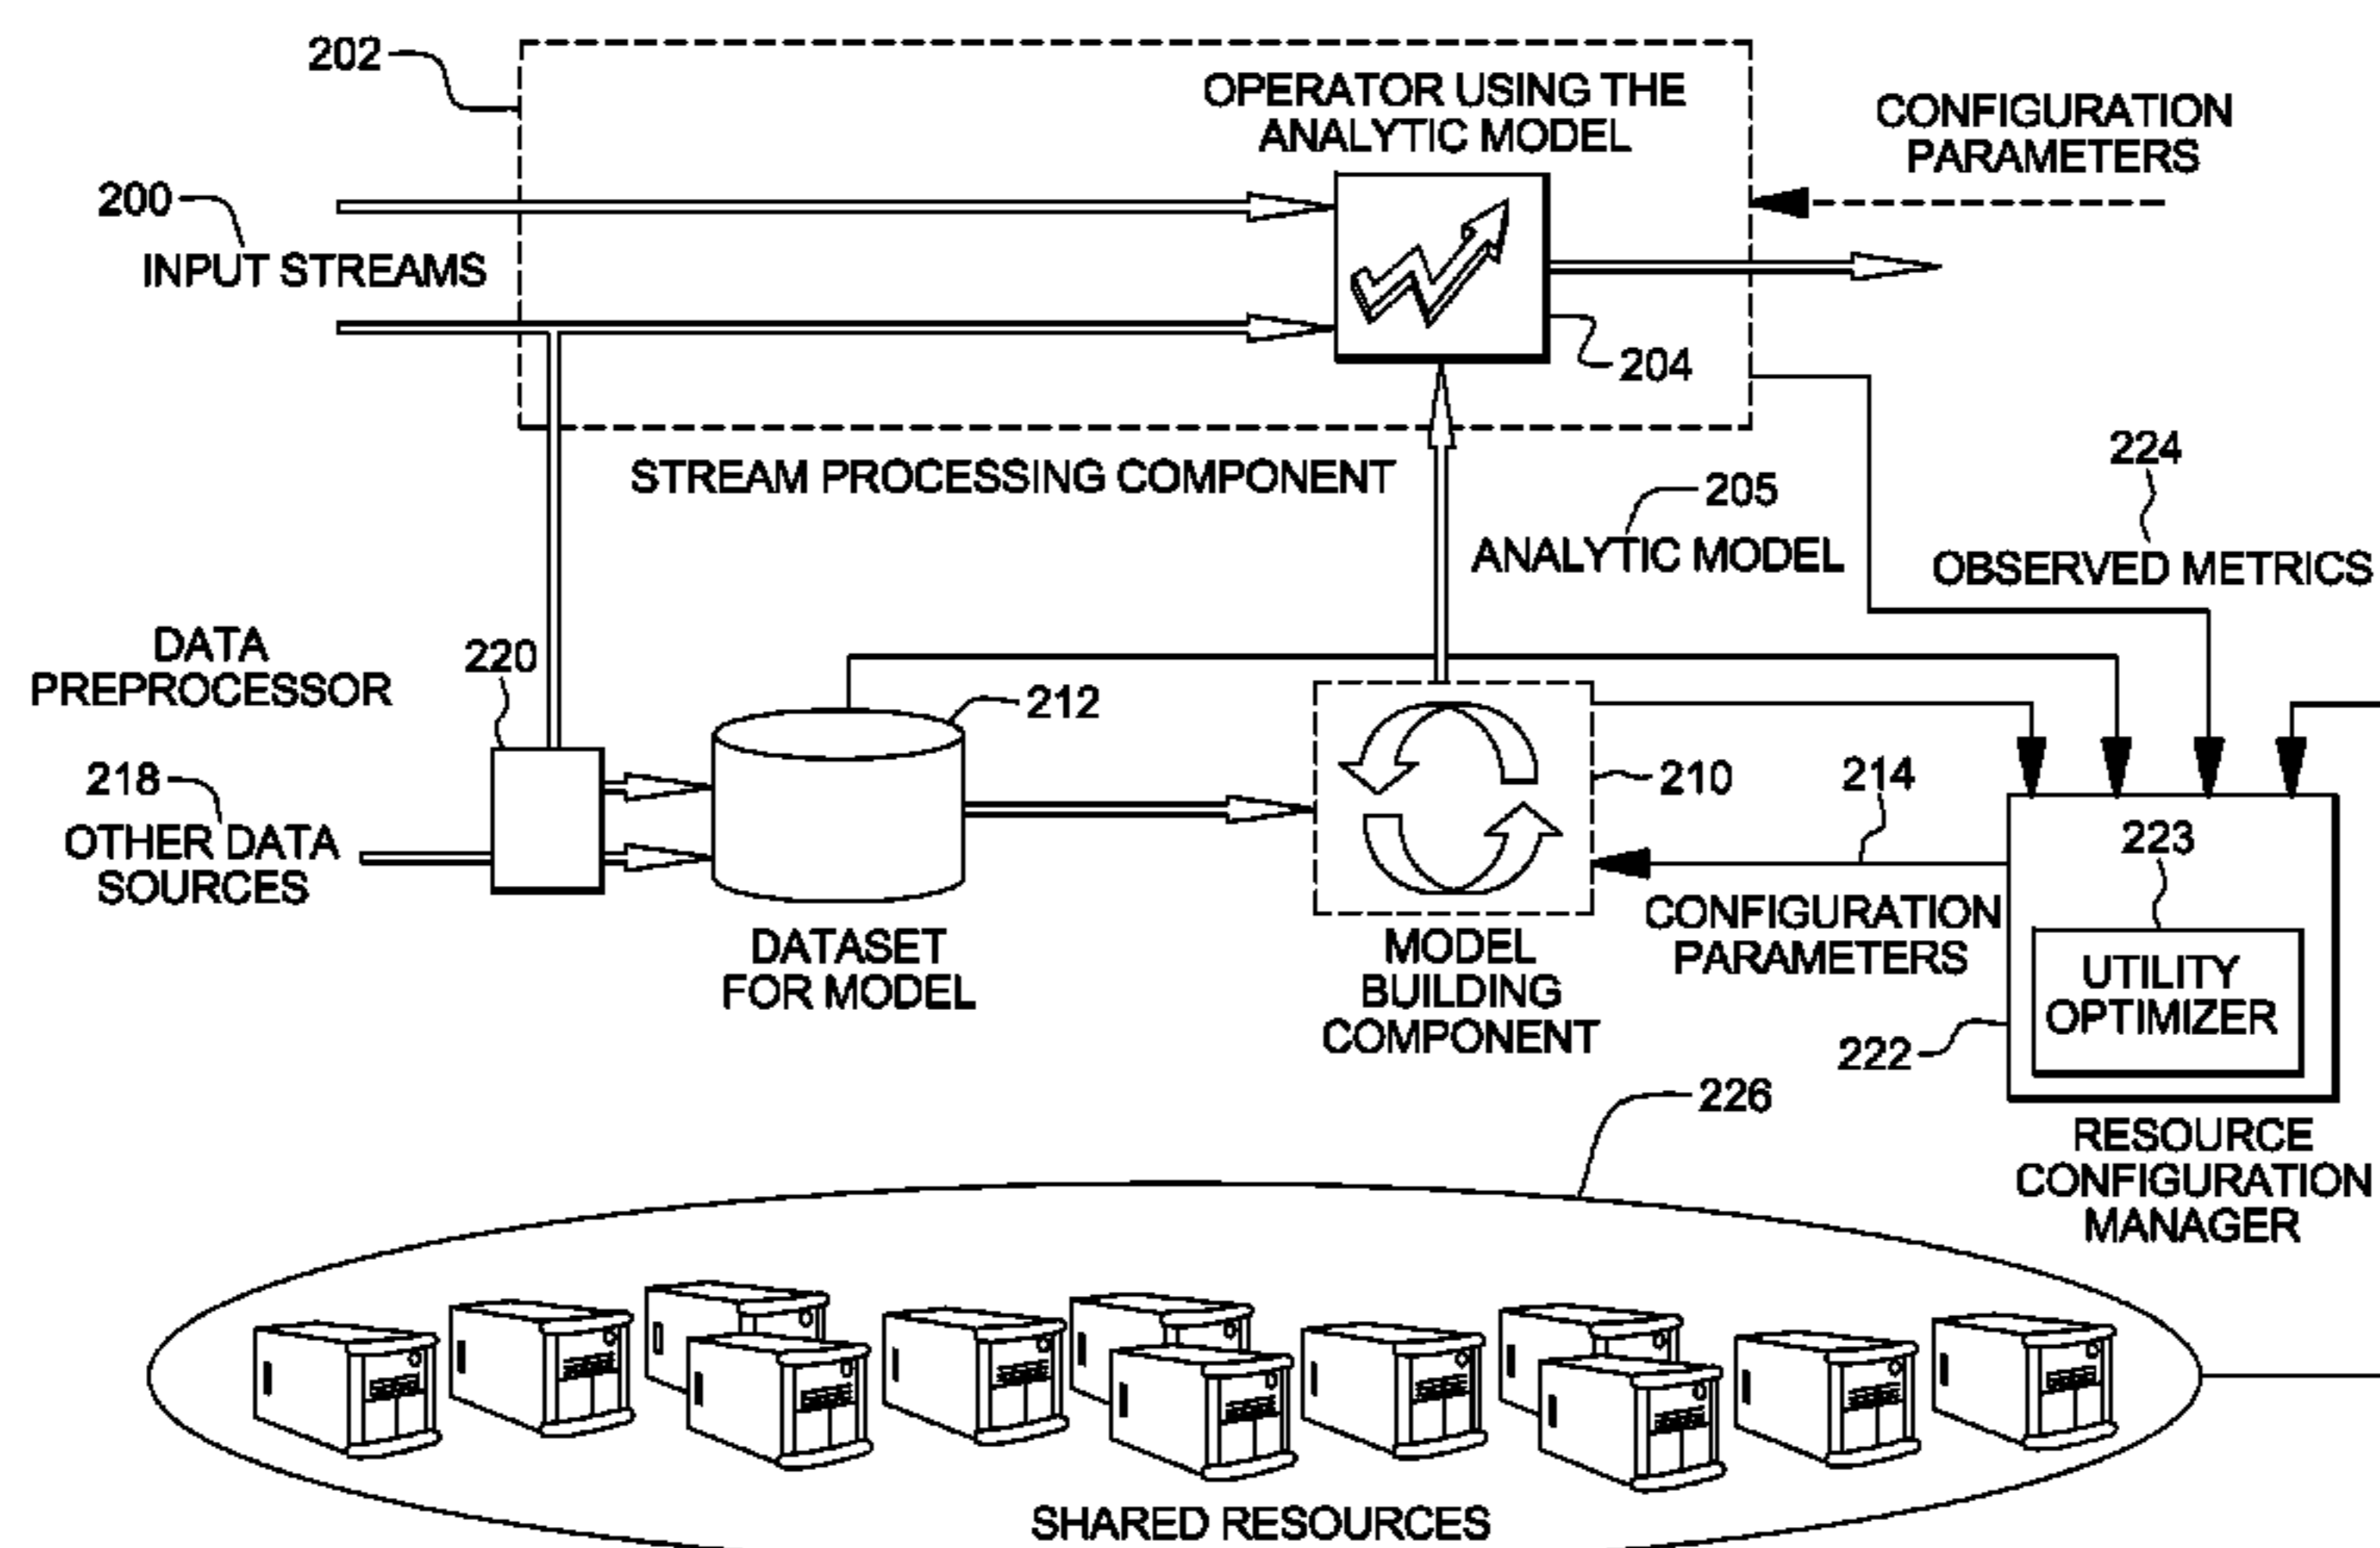 202
OPERATOR USING THE
ANALYTIC MODEL
CONFIGURATION
PARAMETERS
200
INPUT STREAMS
204
STREAM PROCESSING COMPONENT
205
ANALYTIC MODEL
224
OBSERVED METRICS
DATA
PREPROCESSOR
220
212
218
OTHER DATA
SOURCES
210
214
223
CONFIGURATION
PARAMETERS
DATASET
FOR MODEL
MODEL
BUILDING
COMPONENT
UTILITY
OPTIMIZER
222
226
RESOURCE
CONFIGURATION
MANAGER
SHARED RESOURCES